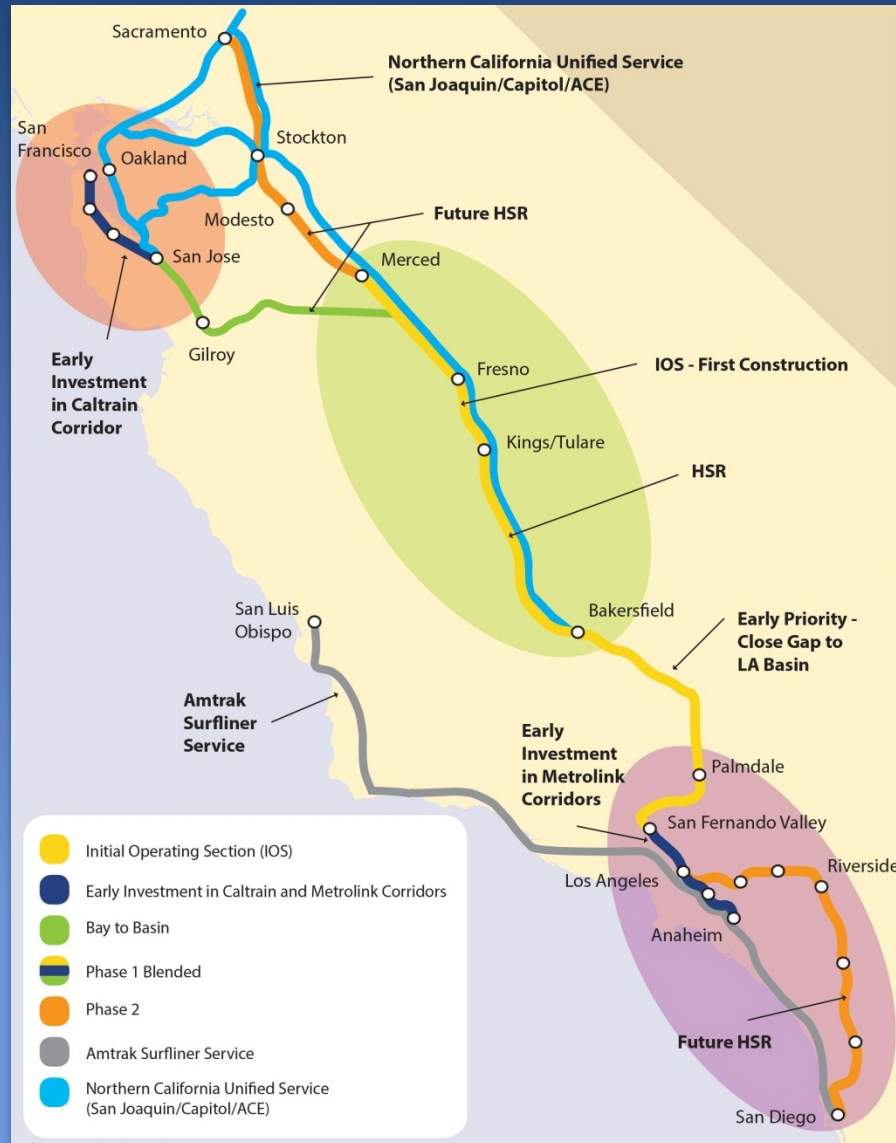 Sacramento
Northern California Unified Service
(San Joaquin/Capitol/ACE)
San
Francisco
Oakland
Stockton
Modesto
Future HSR
San Jose
Merced
Gilroy
Early
Investment
in Caltrain
Corridor
Fresno
IOS - First Construction
Kings/Tulare
HSR
San Luis
Obispo
Bakersfield
Early Priority -
Close Gap to
LA Basin
Amtrak
Surfliner
Service
Early
Investment
in Metrolink
Corridors
Palmdale
San Fernando Valley
Los Angeles
Riverside
Anaheim
Future HSR
San Diego
Initial Operating Section (IOS)
Early Investment in Caltrain and Metrolink Corridors
Bay to Basin
Phase 1 Blended
Phase 2
Amtrak Surfliner Service
Northern California Unified Service
(San Joaquin/Capitol/ACE)